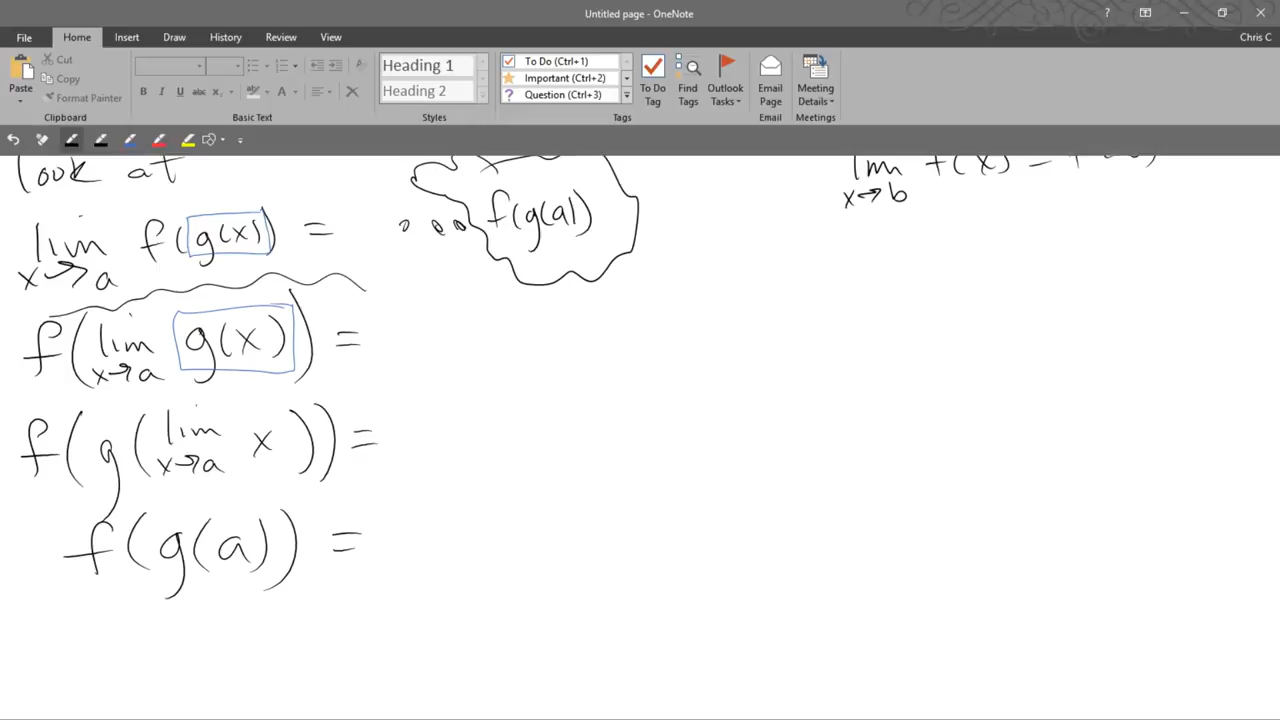 Untitled page - OneNote
File Home Insert Draw History Review View
Chris C
Cut
Copy
Format Painter
Paste
Clipboard
B I U abc X₂ A
Basic Text
Heading 1
Heading 2
Styles
To Do (Ctrl+1)
Important (Ctrl+2)
Question (Ctrl+3)
To Do Tag
Find Tags
Outlook Tasks
Tags
Email Page
Email
Meeting Details
Meetings
look at
lim x→a f(g(x)) =
f(g(a))
lim x→b f(x) =
f(lim x→a g(x)) =
f(g(lim x→a x)) =
f(g(a)) =